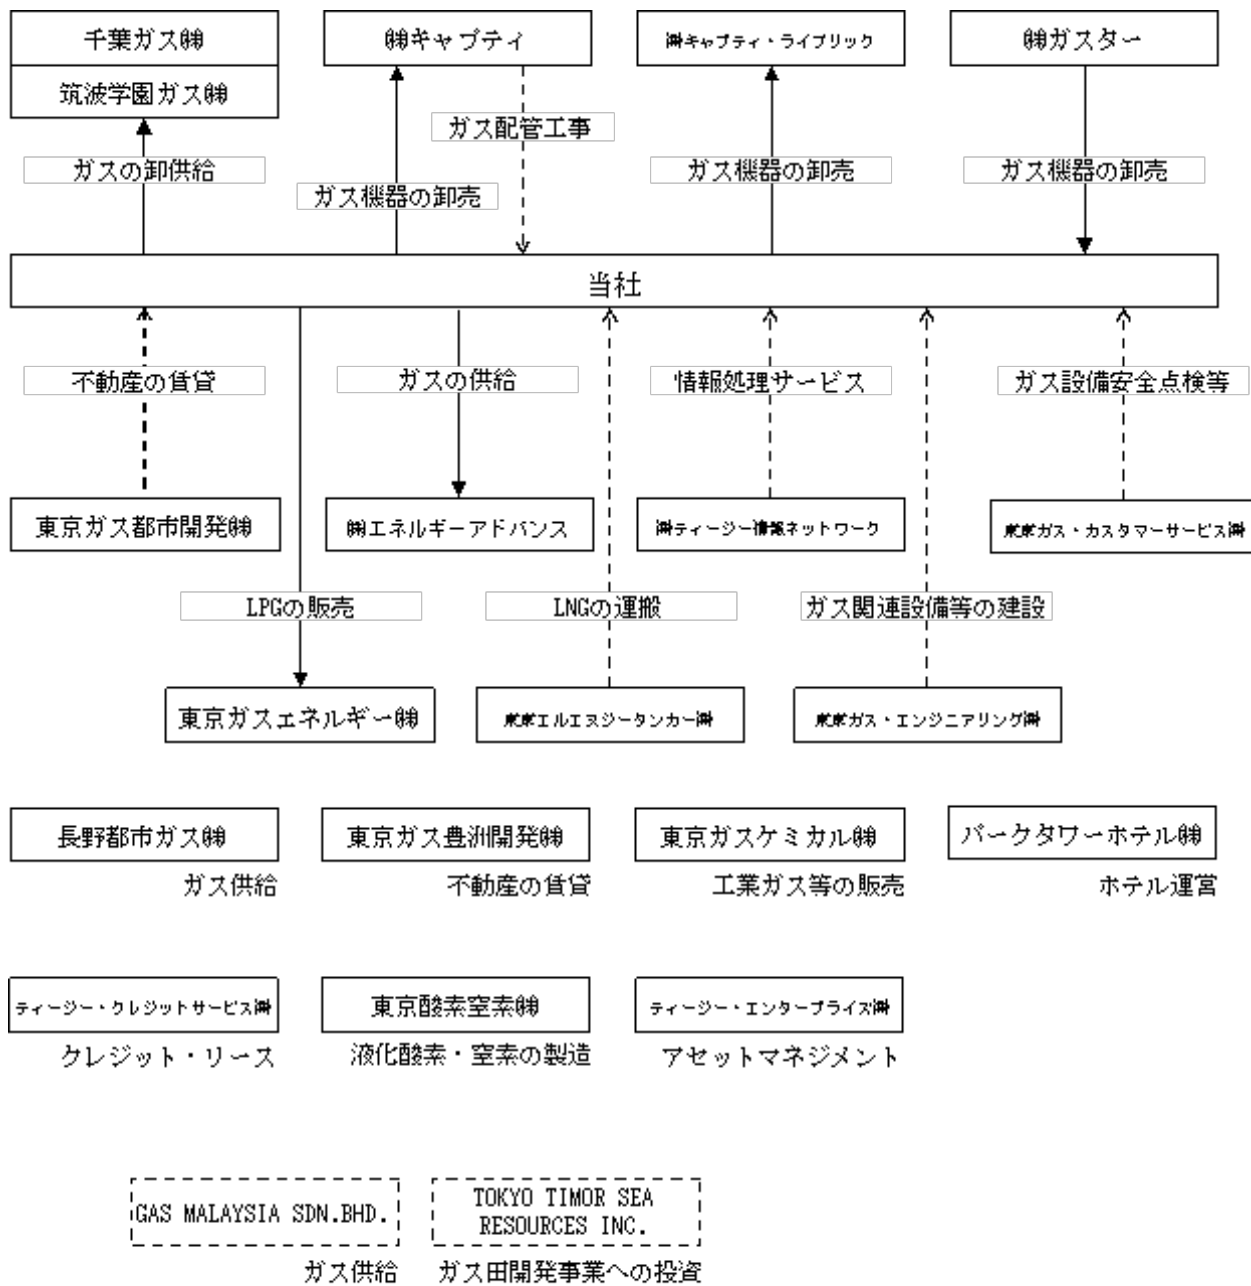 千葉ガス㈱
㈱キャプティ
㈱キャプティ・ライブリック
㈱ガスター
筑波学園ガス㈱
ガス配管工事
ガスの卸供給
ガス機器の卸売
ガス機器の卸売
ガス機器の卸売
当社
不動産の賃貸
ガスの供給
情報処理サービス
ガス設備安全点検等
東京ガス都市開発㈱
㈱エネルギーアドバンス
㈱ティージー情報ネットワーク
東京ガス・カスタマーサービス㈱
LPGの販売
LNGの運搬
ガス関連設備等の建設
東京ガスエネルギー㈱
東京エルエヌジータンカー㈱
東京ガス・エンジニアリング㈱
長野都市ガス㈱
東京ガス豊洲開発㈱
東京ガスケミカル㈱
パークタワーホテル㈱
ガス供給
不動産の賃貸
工業ガス等の販売
ホテル運営
ティージー・クレジットサービス㈱
東京酸素窒素㈱
ティージー・エンタープライズ㈱
クレジット・リース
液化酸素・窒素の製造
アセットマネジメント
GAS MALAYSIA SDN.BHD.
TOKYO TIMOR SEA
RESOURCES INC.
ガス供給
ガス田開発事業への投資